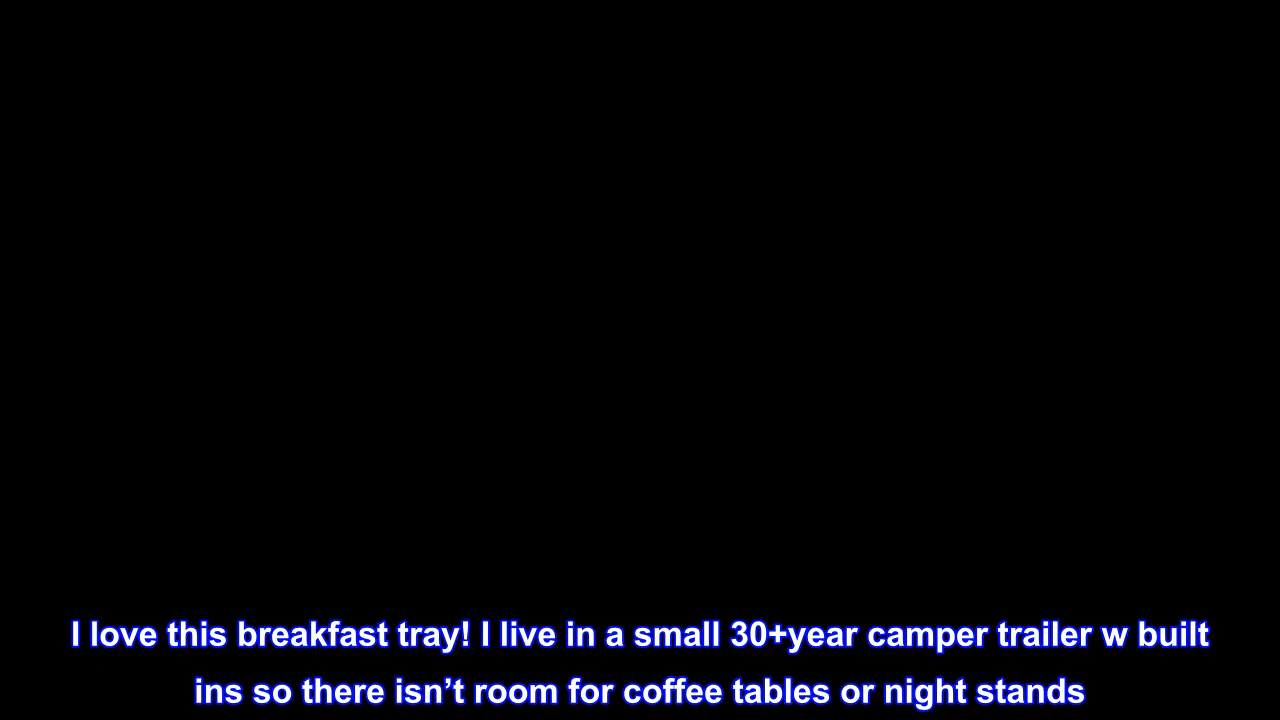 I love this breakfast tray! I live in a small 30+year camper trailer w built
ins so there isn’t room for coffee tables or night stands